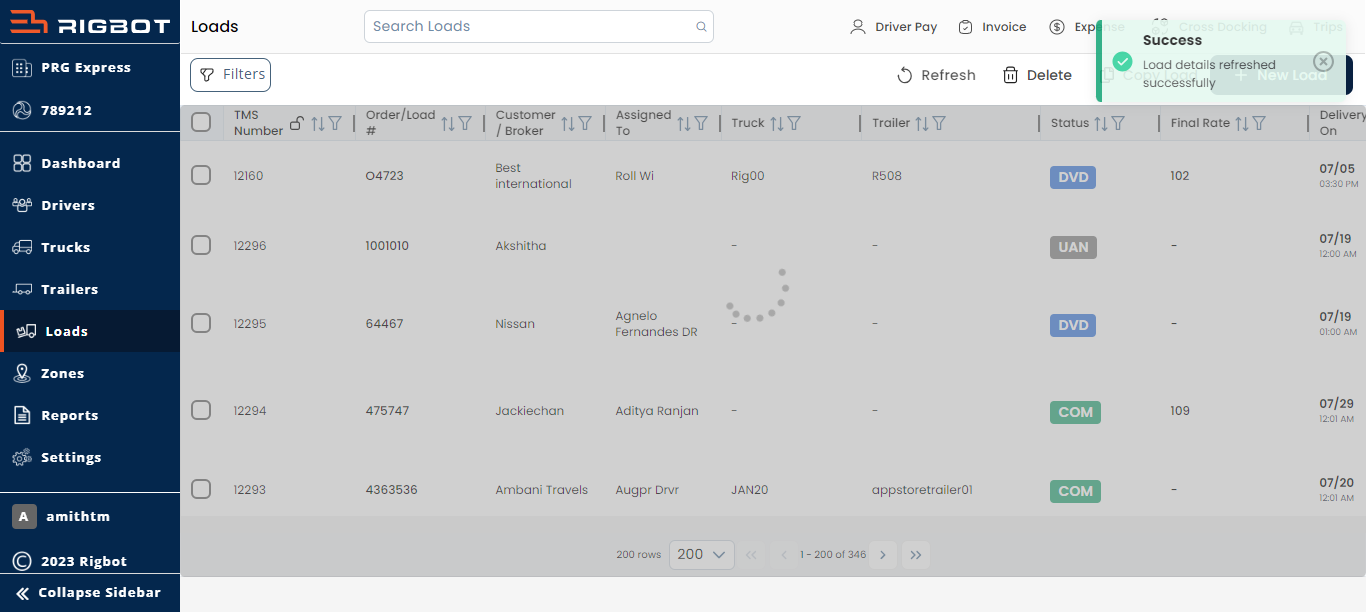 RIGBOT
PRG Express
789212
Dashboard
Drivers
Trucks
Trailers
Loads
Zones
Reports
Settings
A amithtm
2023 Rigbot
Collapse Sidebar
Loads
Search Loads
Driver Pay
Invoice
Expense
Cross Docking
Trips
Success
Load details refreshed
successfully
Filters
Refresh
Delete
Copy Load
New Load
TMS
Number
Order/Load
#
Customer
/ Broker
Assigned
To
Truck
Trailer
Status
Final Rate
Delivery
On
12160 O4723 Best
international Roll Wi Rig00 R508 DVD 102 07/05
03:30 PM
12296 1001010 Akshitha - - UAN - 07/19
12:00 AM
12295 64467 Nissan Agnelo
Fernandes DR - - DVD - 07/19
01:00 AM
12294 475747 Jackiechan Aditya Ranjan - - COM 109 07/29
12:01 AM
12293 4363536 Ambani Travels Augpr Drvr JAN20 appstoretrailer01 COM - 07/20
12:01 AM
200 rows 200 1 - 200 of 346